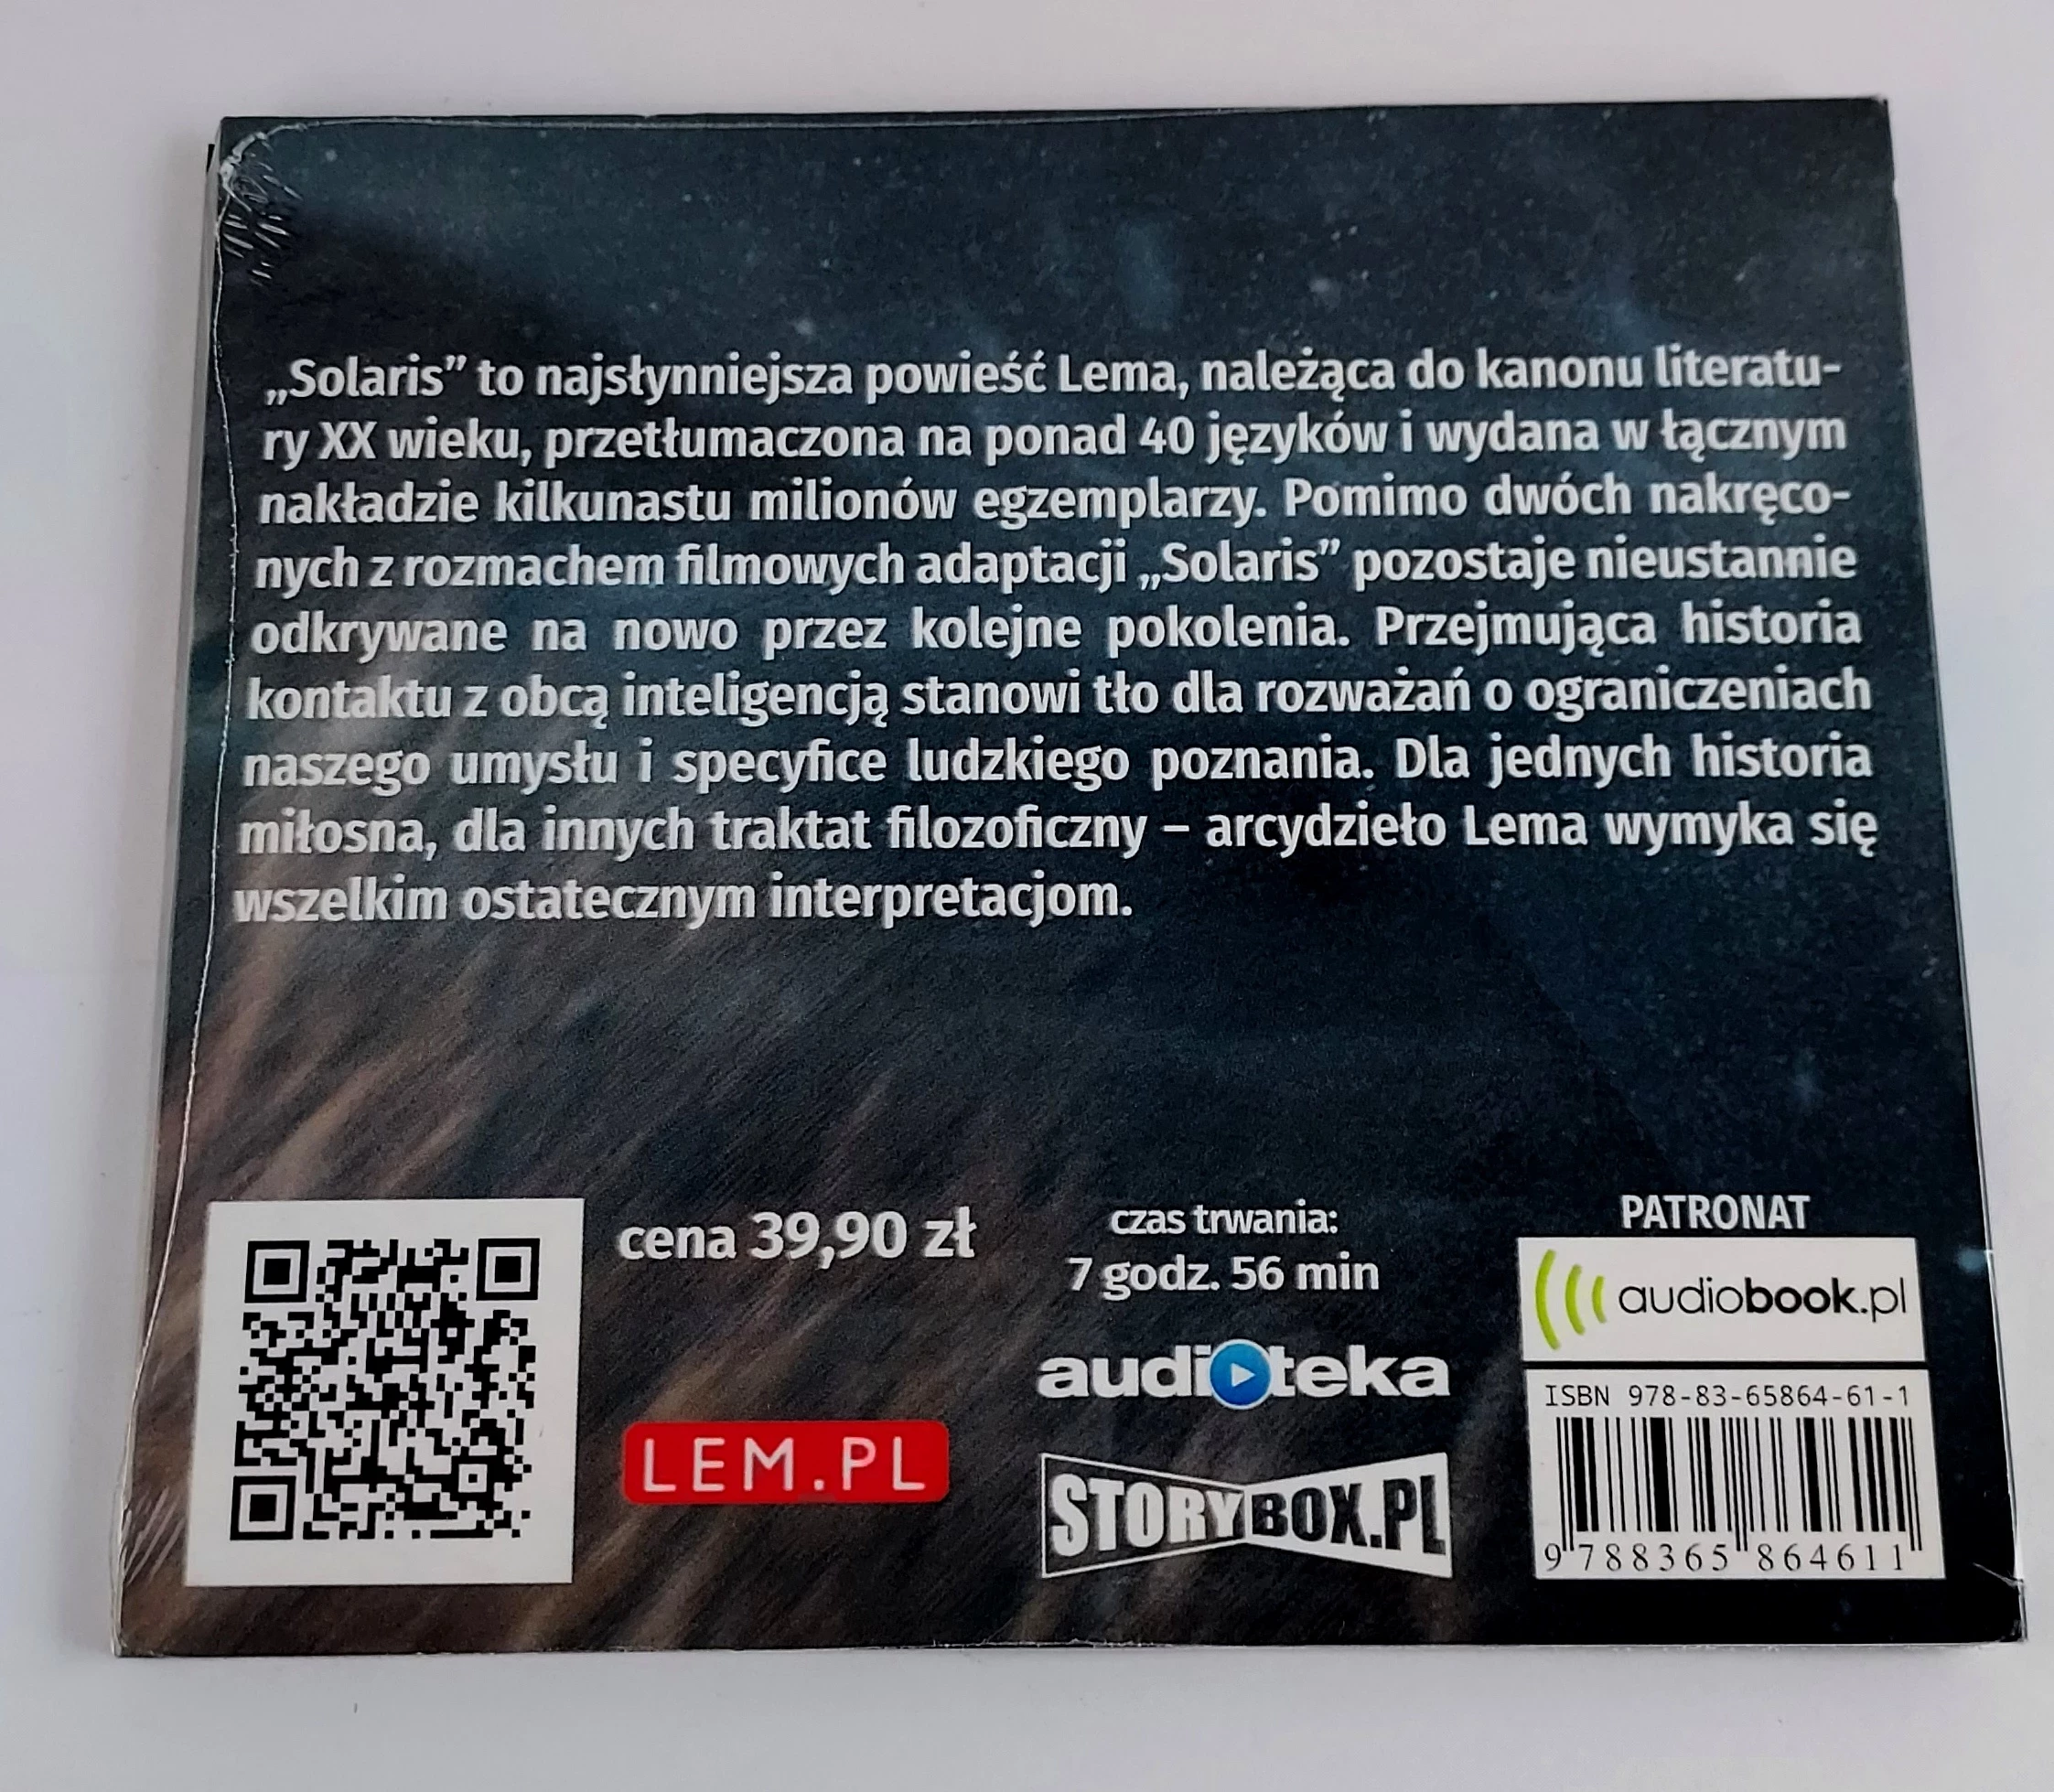 „Solaris” to najsłynniejsza powieść Lema, należąca do kanonu literatu-
ry XX wieku, przetłumaczona na ponad 40 języków i wydana w łącznym
nakładzie kilkunastu milionów egzemplarzy. Pomimo dwóch nakręco-
nych z rozmachem filmowych adaptacji „Solaris” pozostaje nieustannie
odkrywane na nowo przez kolejne pokolenia. Przejmująca historia
kontaktu z obcą inteligencją stanowi tło dla rozważań o ograniczeniach
naszego umysłu i specyfice ludzkiego poznania. Dla jednych historia
miłosna, dla innych traktat filozoficzny – arcydzieło Lema wymyka się
wszelkim ostatecznym interpretacjom.
cena 39,90 zł
LEM.PL
czas trwania:
7 godz. 56 min
audioteka
STORYBOX.PL
PATRONAT
audiobook.pl
ISBN 978-83-65864-61-1
9 788365 864611